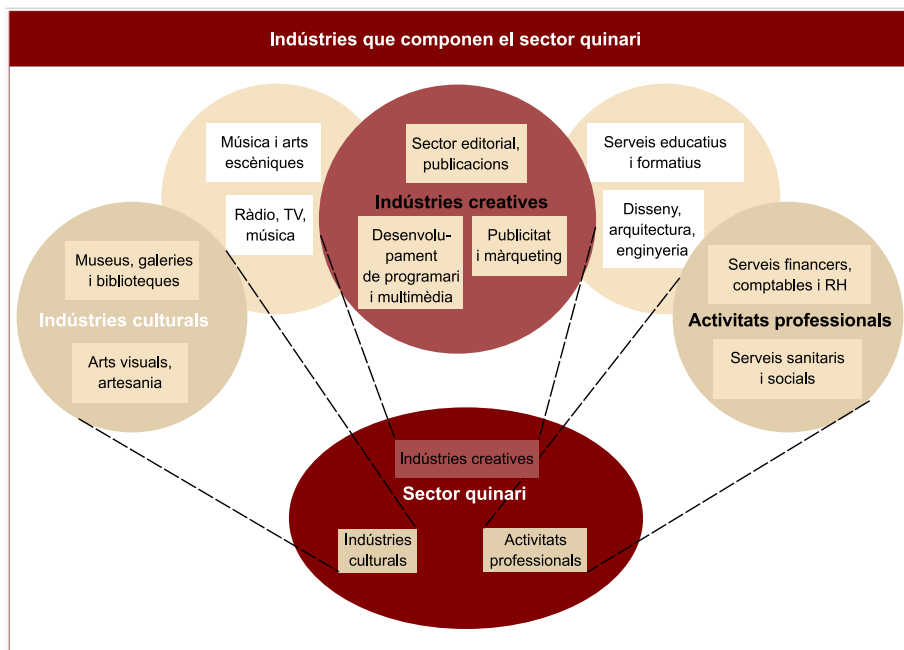 Indústries que componen el sector quinari
Música i arts
escèniques
Ràdio, TV,
música
Sector editorial,
publicacions
Indústries creatives
Desenvolu-
pament
de programari
i multimèdia
Publicitat
i màrqueting
Serveis educatius
i formatius
Disseny,
arquitectura,
enginyeria
Museus, galeries
i biblioteques
Indústries culturals
Arts visuals,
artesania
Serveis financers,
comptables i RH
Activitats professionals
Serveis sanitaris
i socials
Indústries creatives
Sector quinari
Indústries
culturals
Activitats
professionals